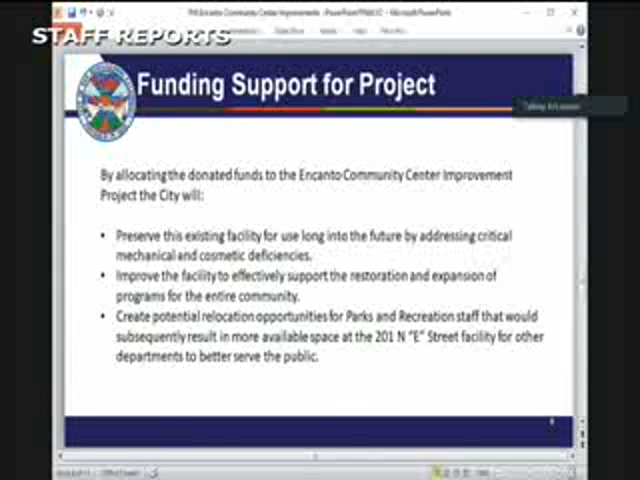 STAFF REPORTS
Funding Support for Project
By allocating the donated funds to the Encanto Community Center Improvement
Project the City will:
• Preserve this existing facility for use long into the future by addressing critical
mechanical and cosmetic deficiencies.
• Improve the facility to effectively support the restoration and expansion of
programs for the entire community.
• Create potential relocation opportunities for Parks and Recreation staff that would
subsequently result in more available space at the 201 N "E" Street facility for other
departments to better serve the public.